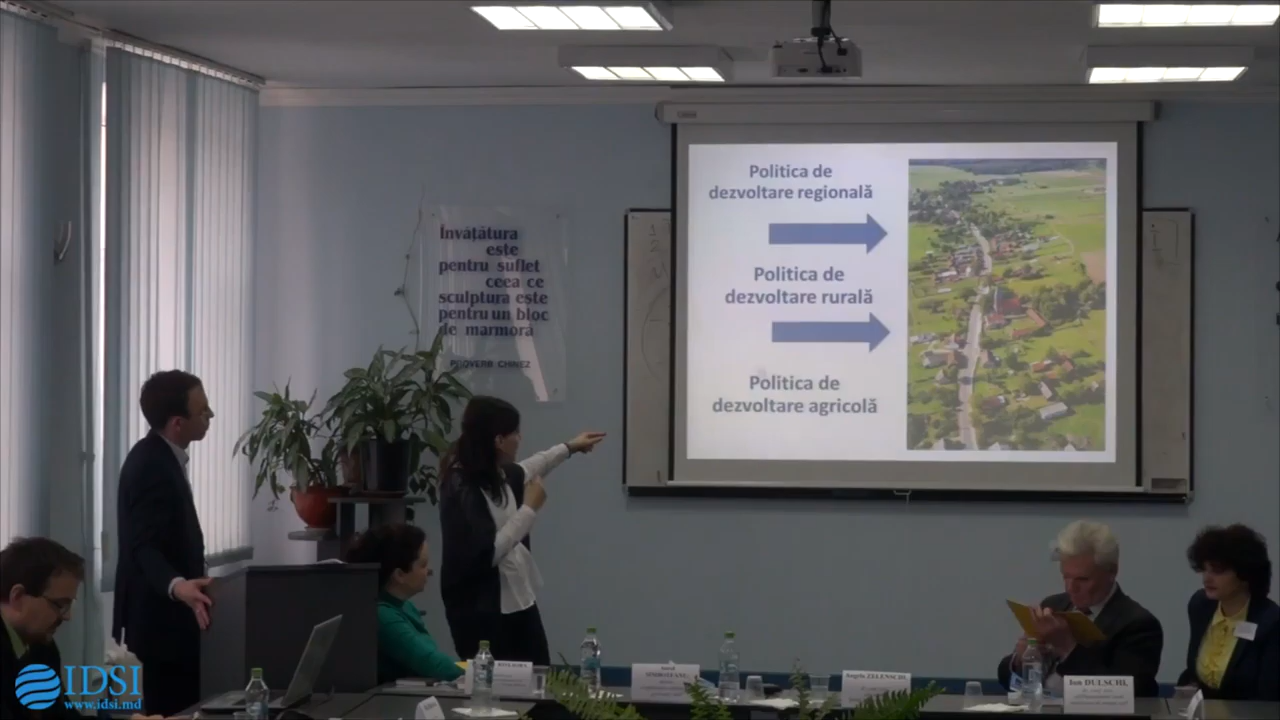 Învățătura
este
pentru suflet
ceea ce
sculptura este
pentru un bloc
de marmoră
PROVERB CHINEZ
Politica de
dezvoltare regională
Politica de
dezvoltare rurală
Politica de
dezvoltare agricolă
Angela ZELENSCHI,
Ion DULSCHI,
IDSI
www.idsi.md